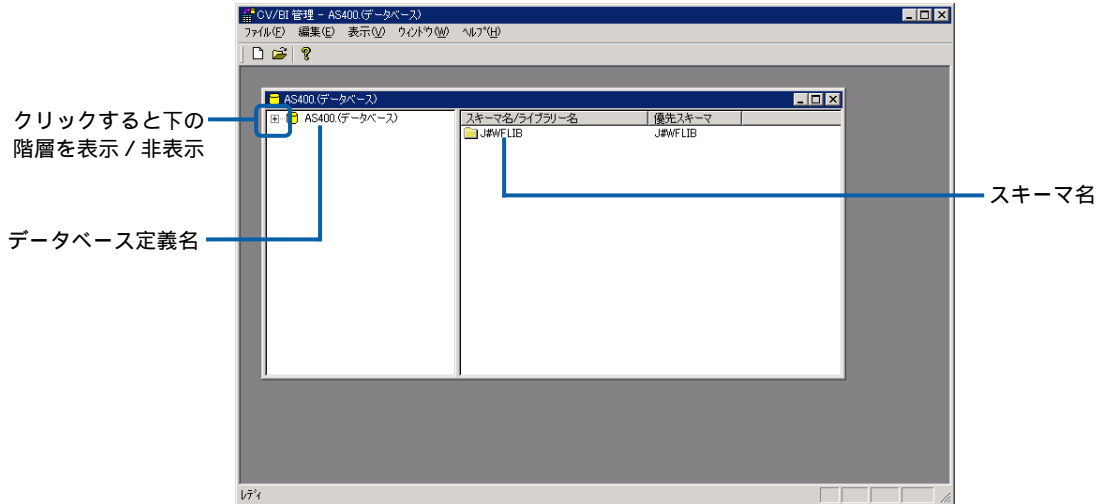 CV/BI 管理 - AS400.(データベース)
ファイル(F) 編集(E) 表示(V) ウィンドウ(W) ヘルプ(H)
AS400.(データベース)
クリックすると下の
階層を表示 / 非表示
AS400.(データベース)
スキーマ名/ライブラリー名 優先スキーマ
J#WFLIB J#WFLIB
スキーマ名
データベース定義名
レディ